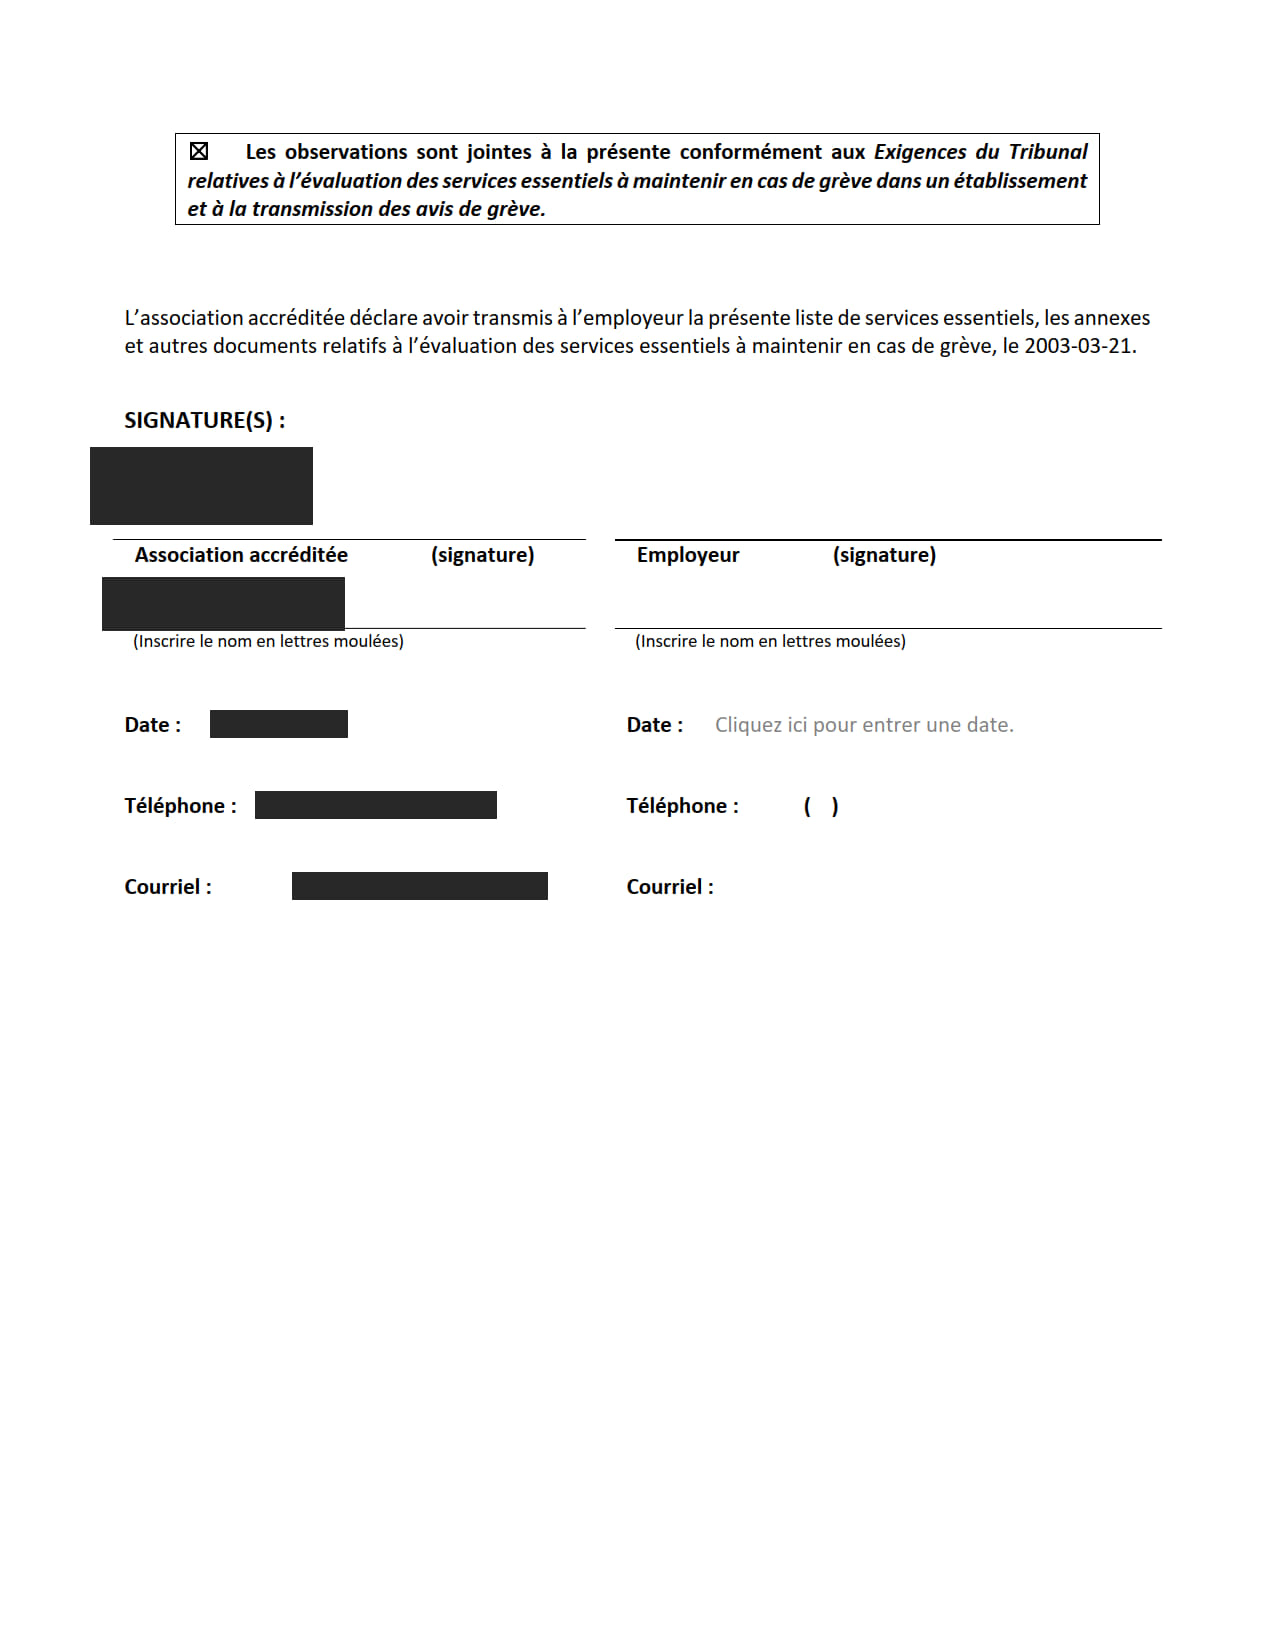 ☒ Les observations sont jointes à la présente conformément aux Exigences du Tribunal
relatives à l’évaluation des services essentiels à maintenir en cas de grève dans un établissement
et à la transmission des avis de grève.
L’association accréditée déclare avoir transmis à l’employeur la présente liste de services essentiels, les annexes
et autres documents relatifs à l’évaluation des services essentiels à maintenir en cas de grève, le 2003-03-21.
SIGNATURE(S) :
Association accréditée (signature) Employeur (signature)
(Inscrire le nom en lettres moulées) (Inscrire le nom en lettres moulées)
Date : Date : Cliquez ici pour entrer une date.
Téléphone : Téléphone : ( )
Courriel : Courriel :